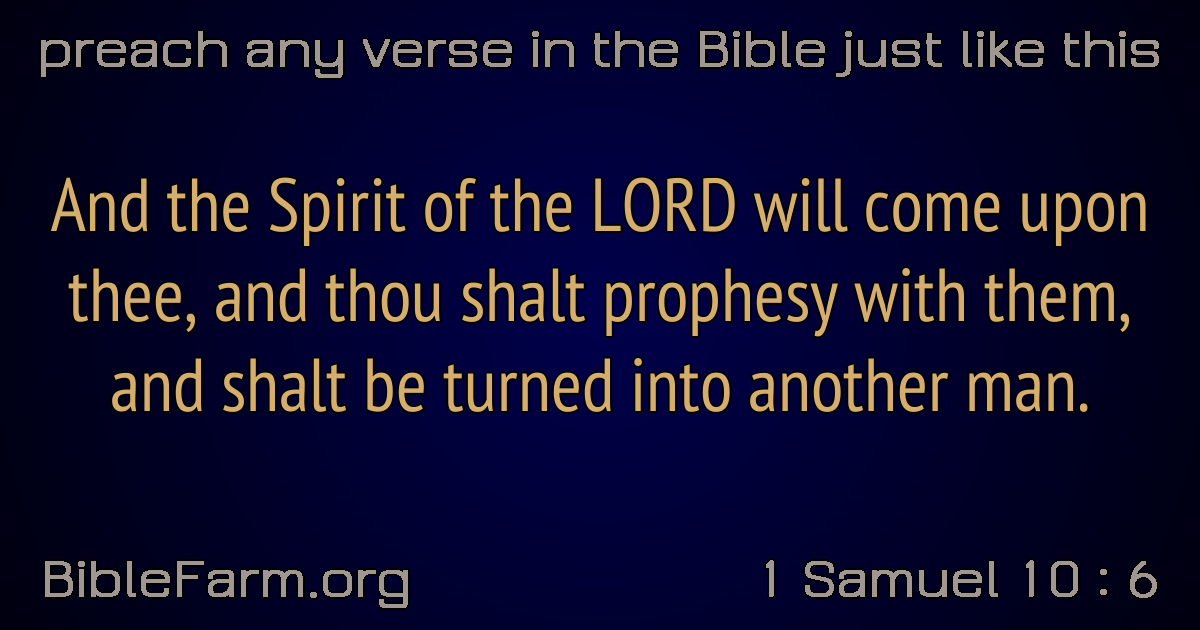 preach any verse in the Bible just like this
And the Spirit of the LORD will come upon
thee, and thou shalt prophesy with them,
and shalt be turned into another man.
BibleFarm.org
1 Samuel 10 : 6